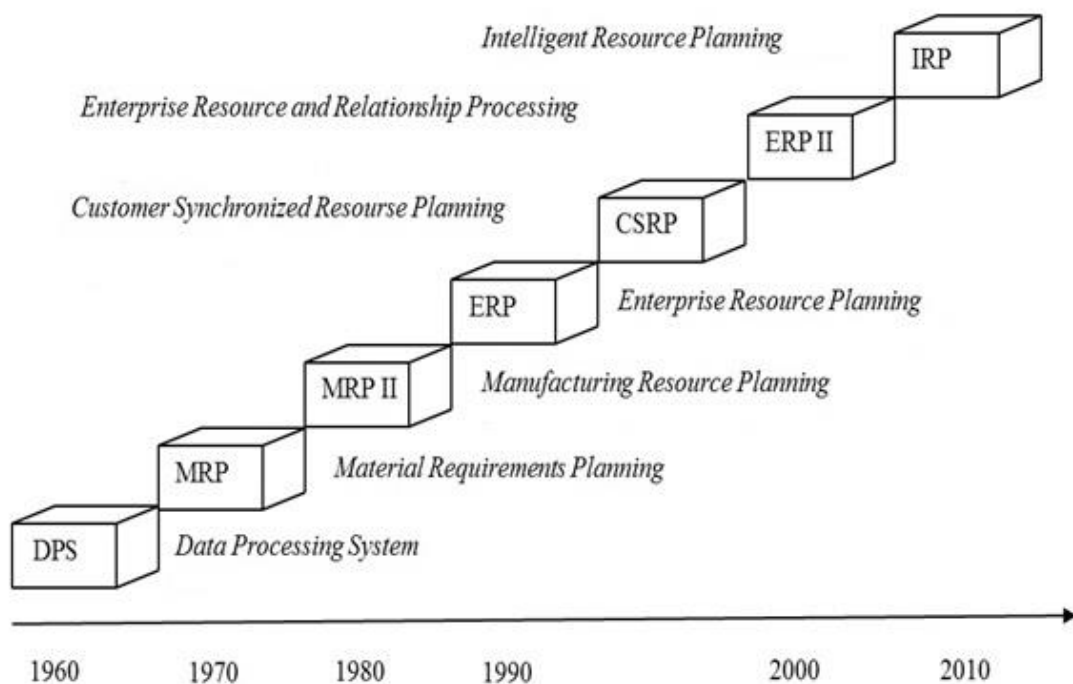 Intelligent Resource Planning
IRP
Enterprise Resource and Relationship Processing
ERP II
Customer Synchronized Resourse Planning
CSRP
ERP
Enterprise Resource Planning
MRP II
Manufacturing Resource Planning
MRP
Material Requirements Planning
DPS
Data Processing System
1960 1970 1980 1990 2000 2010